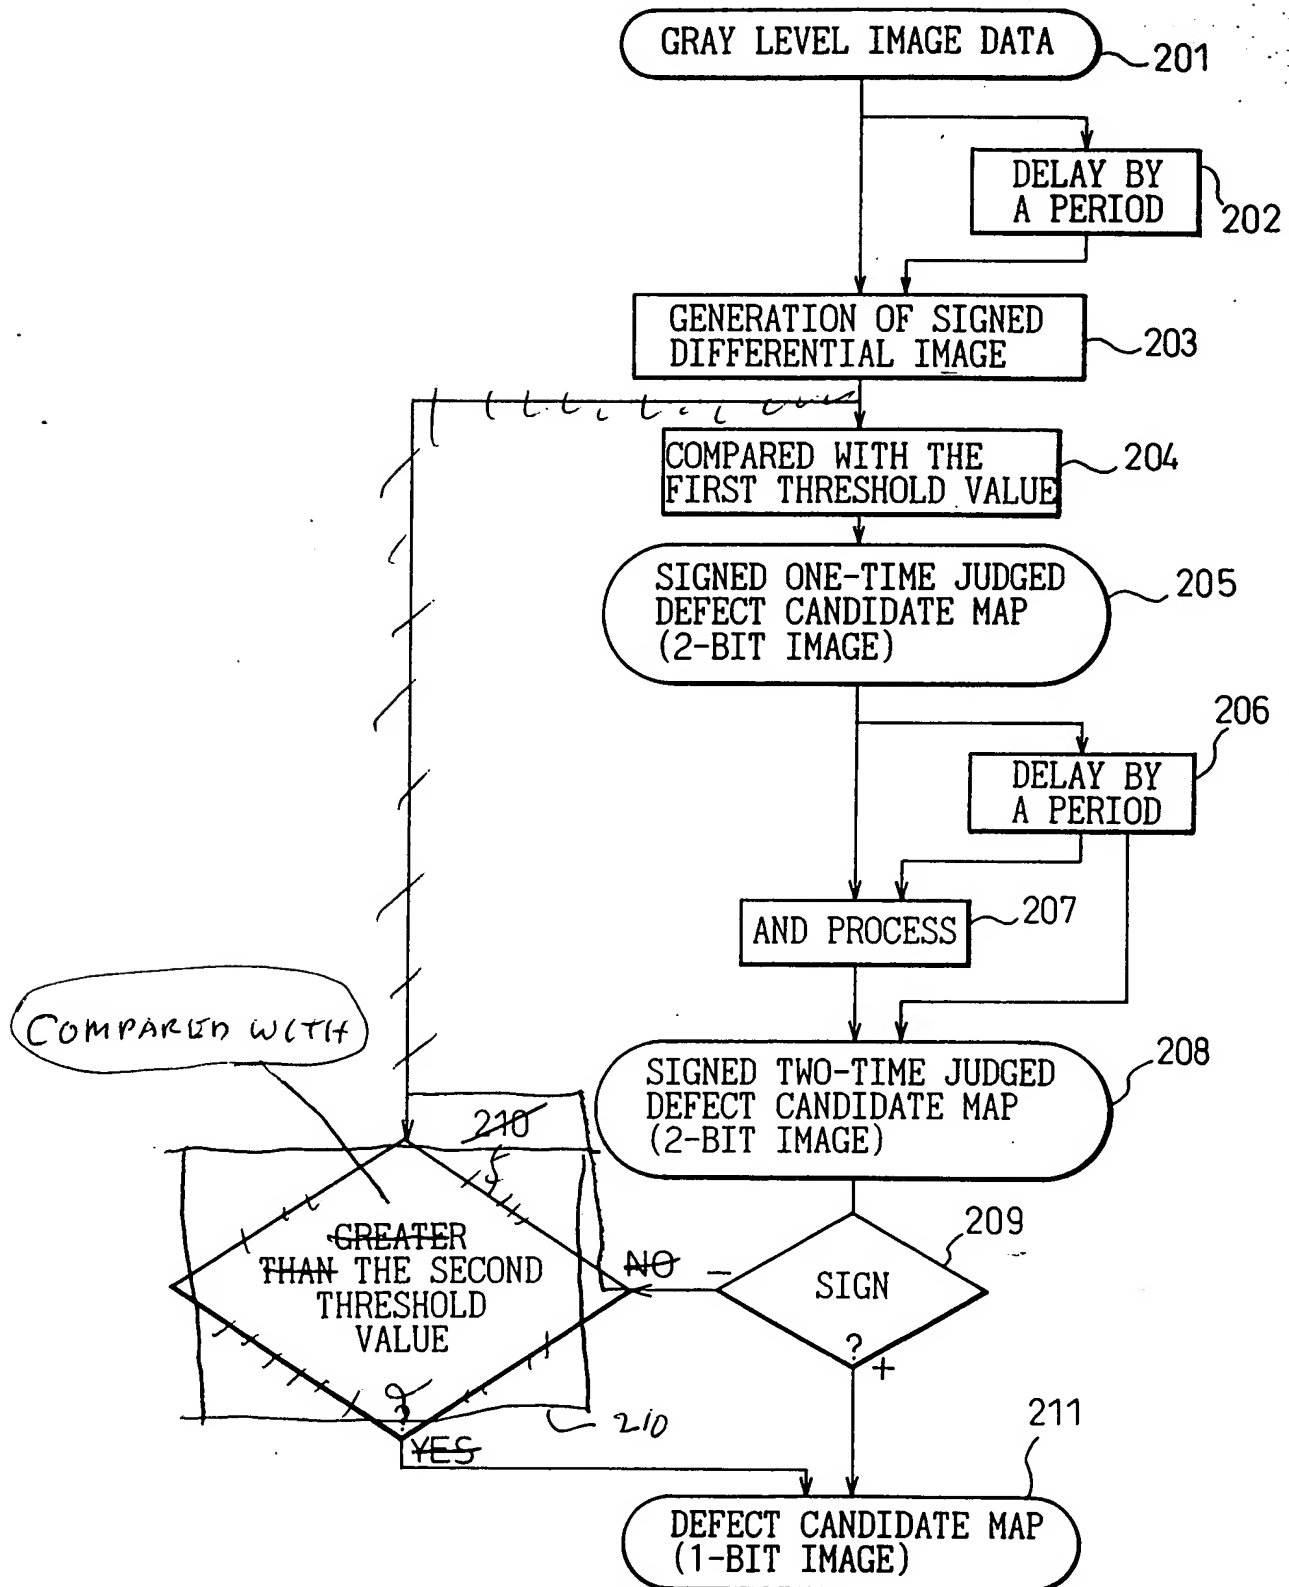 GRAY LEVEL IMAGE DATA
201
DELAY BY
A PERIOD
202
GENERATION OF SIGNED
DIFFERENTIAL IMAGE
203
COMPARED WITH THE
FIRST THRESHOLD VALUE
204
SIGNED ONE-TIME JUDGED
DEFECT CANDIDATE MAP
(2-BIT IMAGE)
205
206
DELAY BY
A PERIOD
AND PROCESS
207
COMPARED WITH
SIGNED TWO-TIME JUDGED
DEFECT CANDIDATE MAP
(2-BIT IMAGE)
208
210
GREATER
THAN THE SECOND
THRESHOLD
VALUE
?
NO
-
209
SIGN
?
+
210
YES
211
DEFECT CANDIDATE MAP
(1-BIT IMAGE)